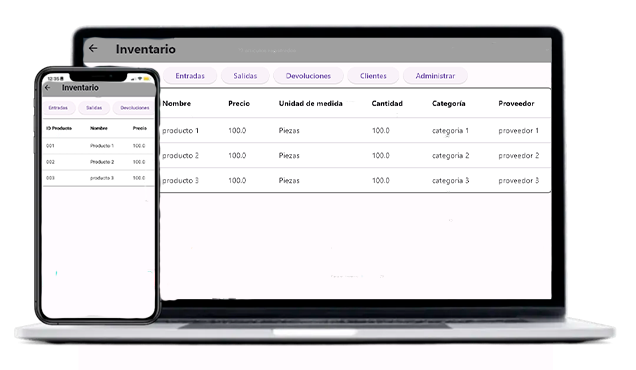 Inventario
Entradas Salidas Devoluciones Clientes Administrar
Nombre Precio Unidad de medida Cantidad Categoría Proveedor
producto 1 100.0 Piezas 100.0 categoria 1 proveedor 1
producto 2 100.0 Piezas 100.0 categoria 2 proveedor 2
producto 3 100.0 Piezas 100.0 categoria 3 proveedor 3
12:35
Inventario
Entradas Salidas Devoluciones
ID Producto Nombre Precio
001 Producto 1 100.0
002 Producto 2 100.0
003 producto 3 100.0